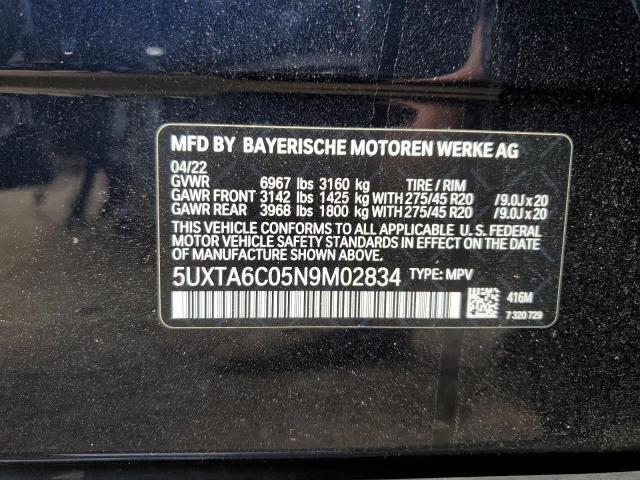 MFD BY BAYERISCHE MOTOREN WERKE AG
04/22
GVWR 6967 lbs 3160 kg TIRE / RIM
GAWR FRONT 3142 lbs 1425 kg WITH 275/45 R20 /9.0J x 20
GAWR REAR 3968 lbs 1800 kg WITH 275/45 R20 /9.0J x 20
THIS VEHICLE CONFORMS TO ALL APPLICABLE U. S. FEDERAL
MOTOR VEHICLE SAFETY STANDARDS IN EFFECT ON THE DATE
OF MANUFACTURE SHOWN ABOVE.
5UXTA6C05N9M02834 TYPE: MPV
416M
7 320 729